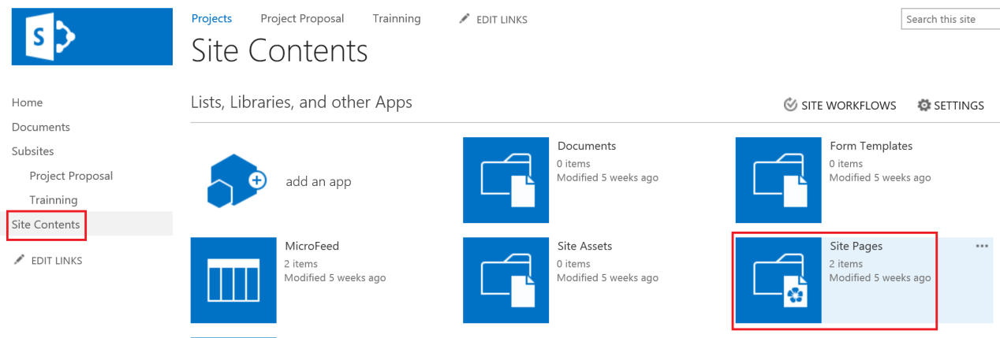 S
Projects Project Proposal Trainning EDIT LINKS
Search this site
Site Contents
Home
Documents
Subsites
Project Proposal
Trainning
Site Contents
EDIT LINKS
Lists, Libraries, and other Apps
SITE WORKFLOWS SETTINGS
add an app
Documents
0 items
Modified 5 weeks ago
Form Templates
0 items
Modified 5 weeks ago
MicroFeed
2 items
Modified 5 weeks ago
Site Assets
0 items
Modified 5 weeks ago
Site Pages
2 items
Modified 5 weeks ago